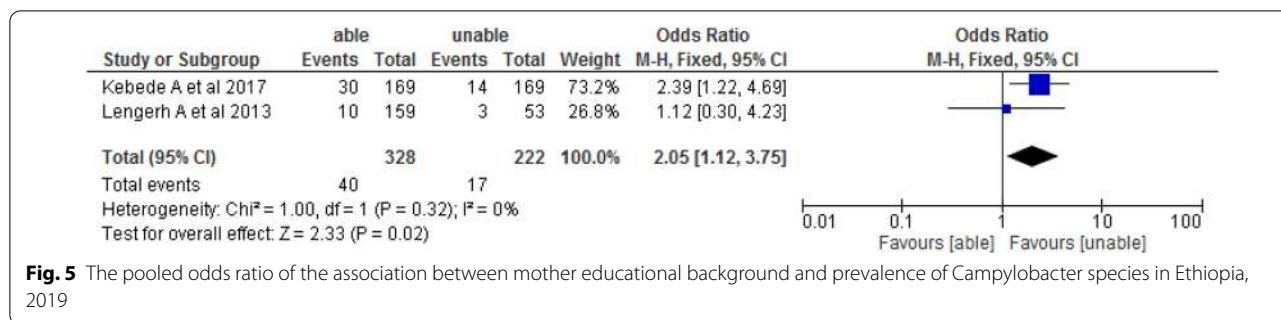 able unable Odds Ratio Odds Ratio
Study or Subgroup Events Total Events Total Weight M-H, Fixed, 95% CI M-H, Fixed, 95% CI
Kebede A et al 2017 30 169 14 169 73.2% 2.39 [1.22, 4.69]
Lengerh A et al 2013 10 159 3 53 26.8% 1.12 [0.30, 4.23]
Total (95% CI) 328 222 100.0% 2.05 [1.12, 3.75]
Total events 40 17
Heterogeneity: Chi² = 1.00, df = 1 (P = 0.32); I² = 0%
Test for overall effect: Z = 2.33 (P = 0.02)
0.01 0.1 1 10 100
Favours [able] Favours [unable]
Fig. 5 The pooled odds ratio of the association between mother educational background and prevalence of Campylobacter species in Ethiopia,
2019